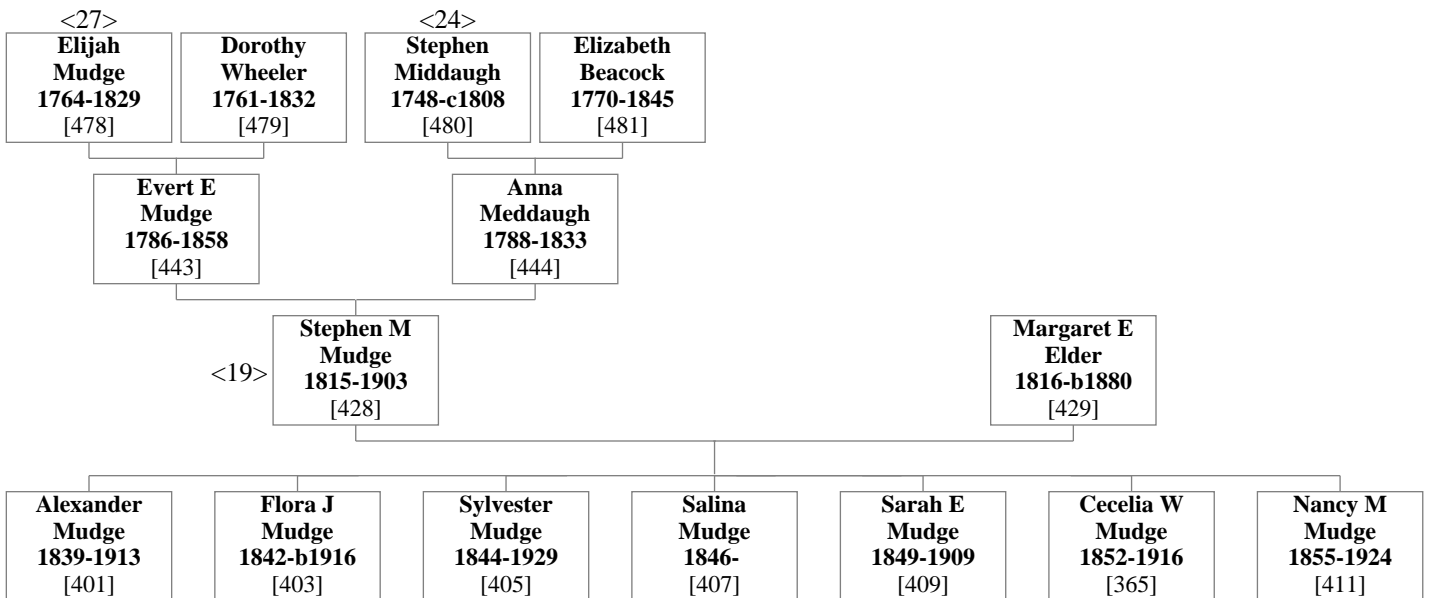 <27>
<24>
Elijah
Mudge
1764-1829
[478]
Dorothy
Wheeler
1761-1832
[479]
Stephen
Middaugh
1748-c1808
[480]
Elizabeth
Beacock
1770-1845
[481]
Evert E
Mudge
1786-1858
[443]
Anna
Meddaugh
1788-1833
[444]
<19>
Stephen M
Mudge
1815-1903
[428]
Margaret E
Elder
1816-b1880
[429]
Alexander
Mudge
1839-1913
[401]
Flora J
Mudge
1842-b1916
[403]
Sylvester
Mudge
1844-1929
[405]
Salina
Mudge
1846-
[407]
Sarah E
Mudge
1849-1909
[409]
Cecelia W
Mudge
1852-1916
[365]
Nancy M
Mudge
1855-1924
[411]